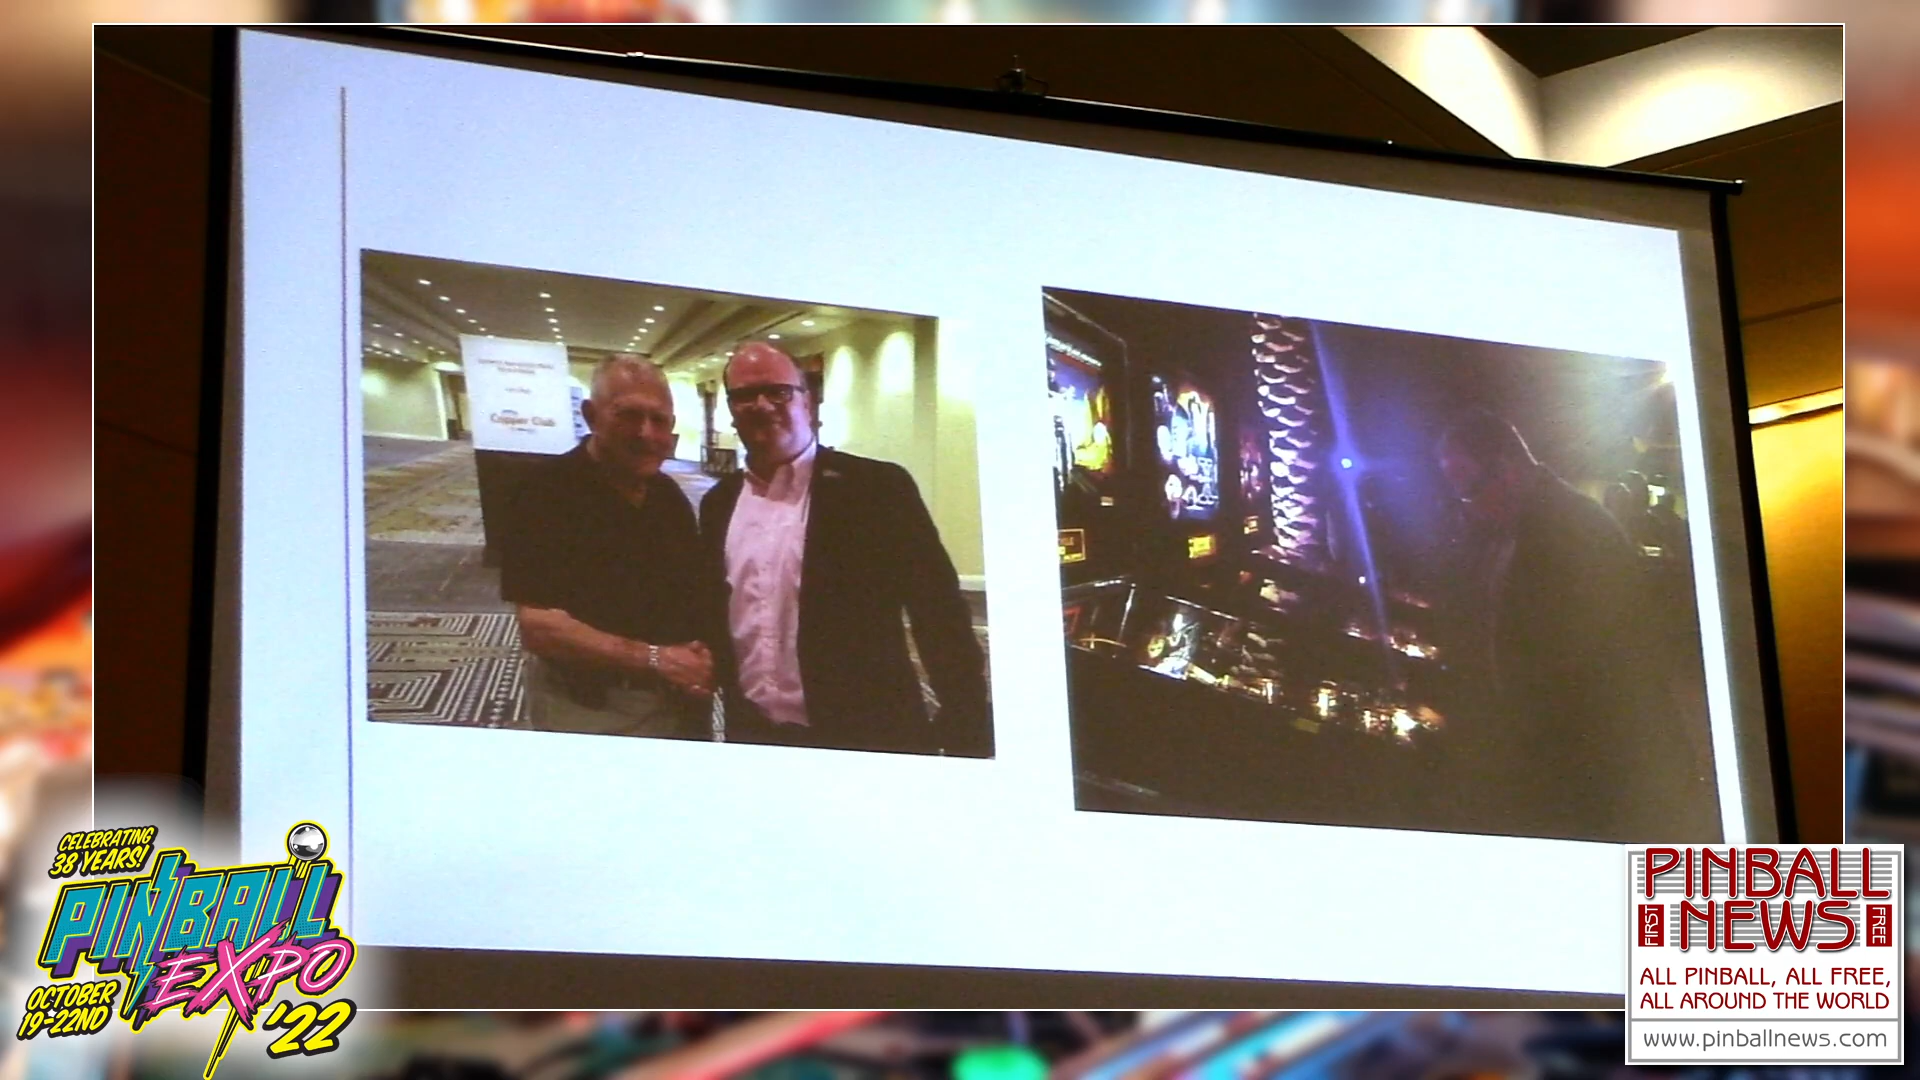 Copper Club
CELEBRATING
38 YEARS!
PINBALL
EXPO
OCTOBER
19-22ND
'22
PINBALL
FIRST NEWS FREE
ALL PINBALL, ALL FREE,
ALL AROUND THE WORLD
www.pinballnews.com